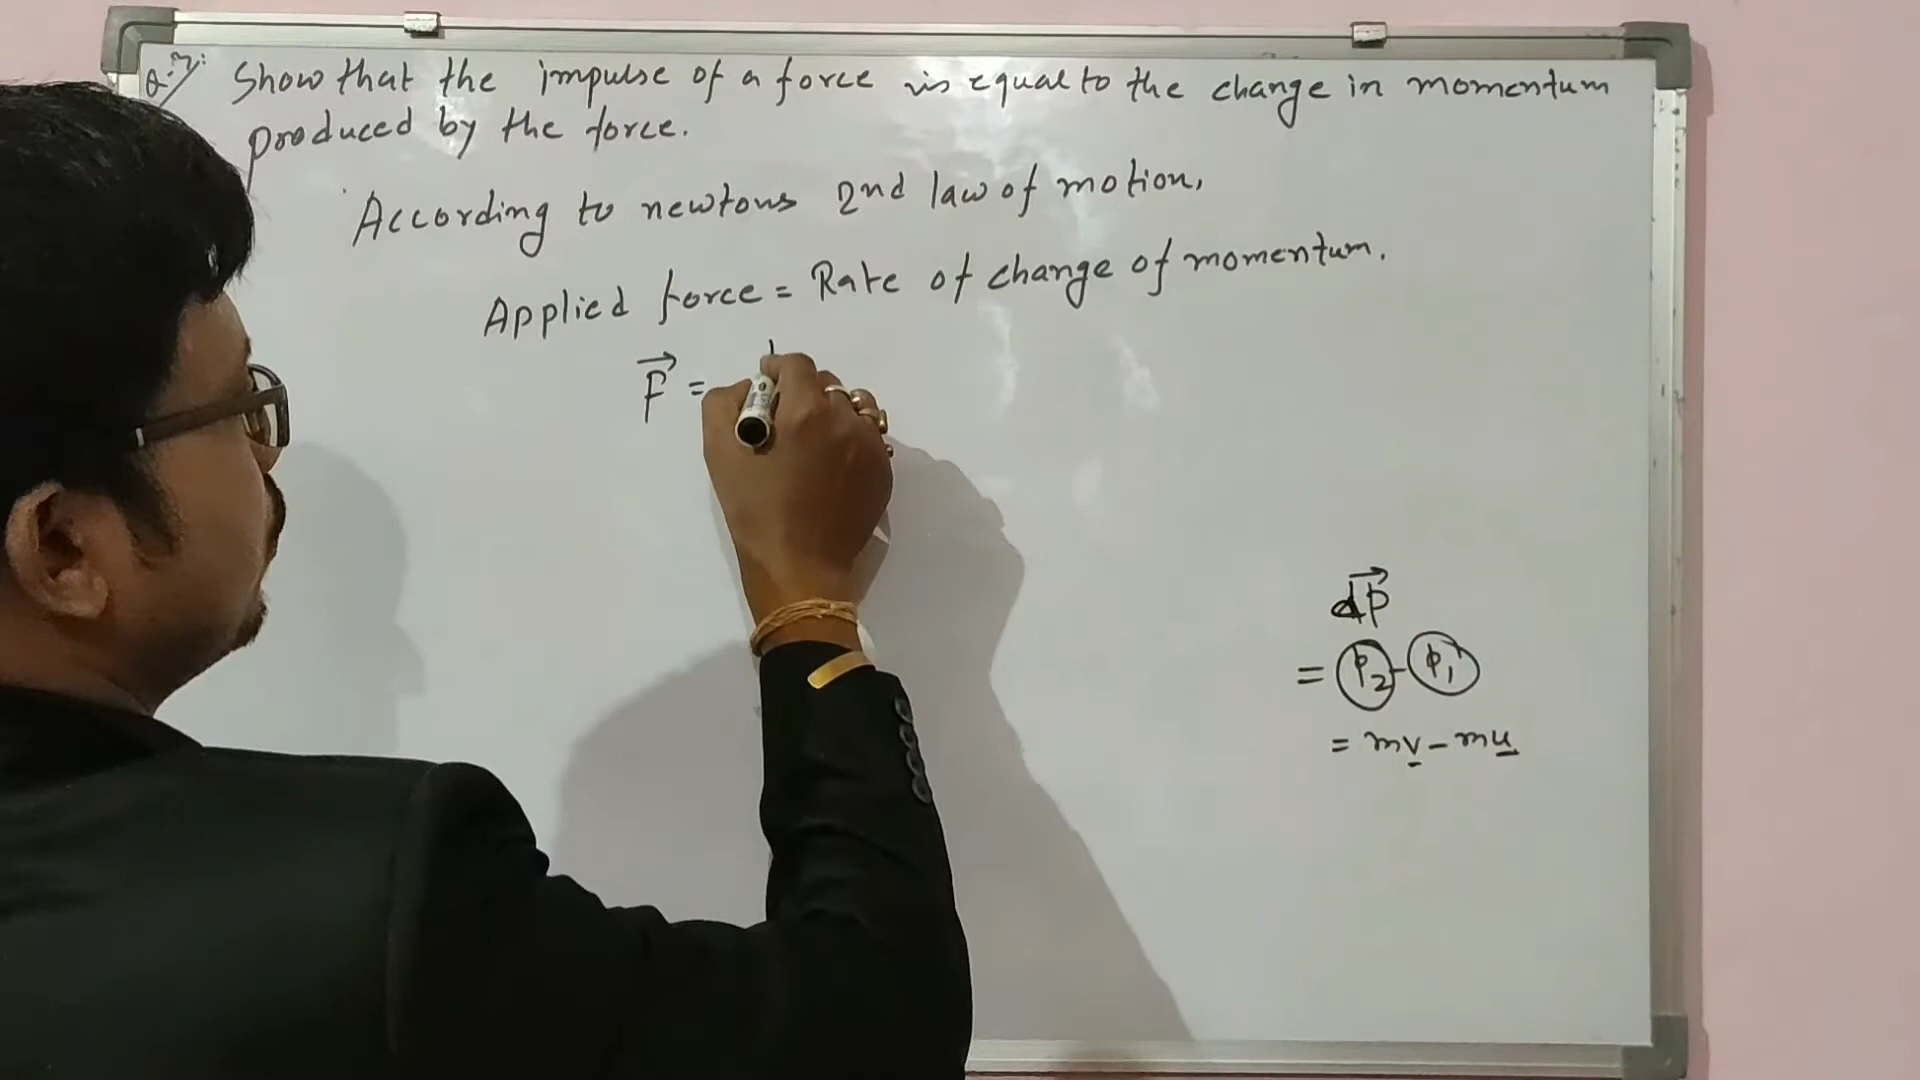 Q.7: Show that the impulse of a force is equal to the change in momentum
produced by the force.
According to newtons 2nd law of motion,
Applied force = Rate of change of momentum.
F⃗ =
dp⃗
= p₂ - p₁
= mv - mu